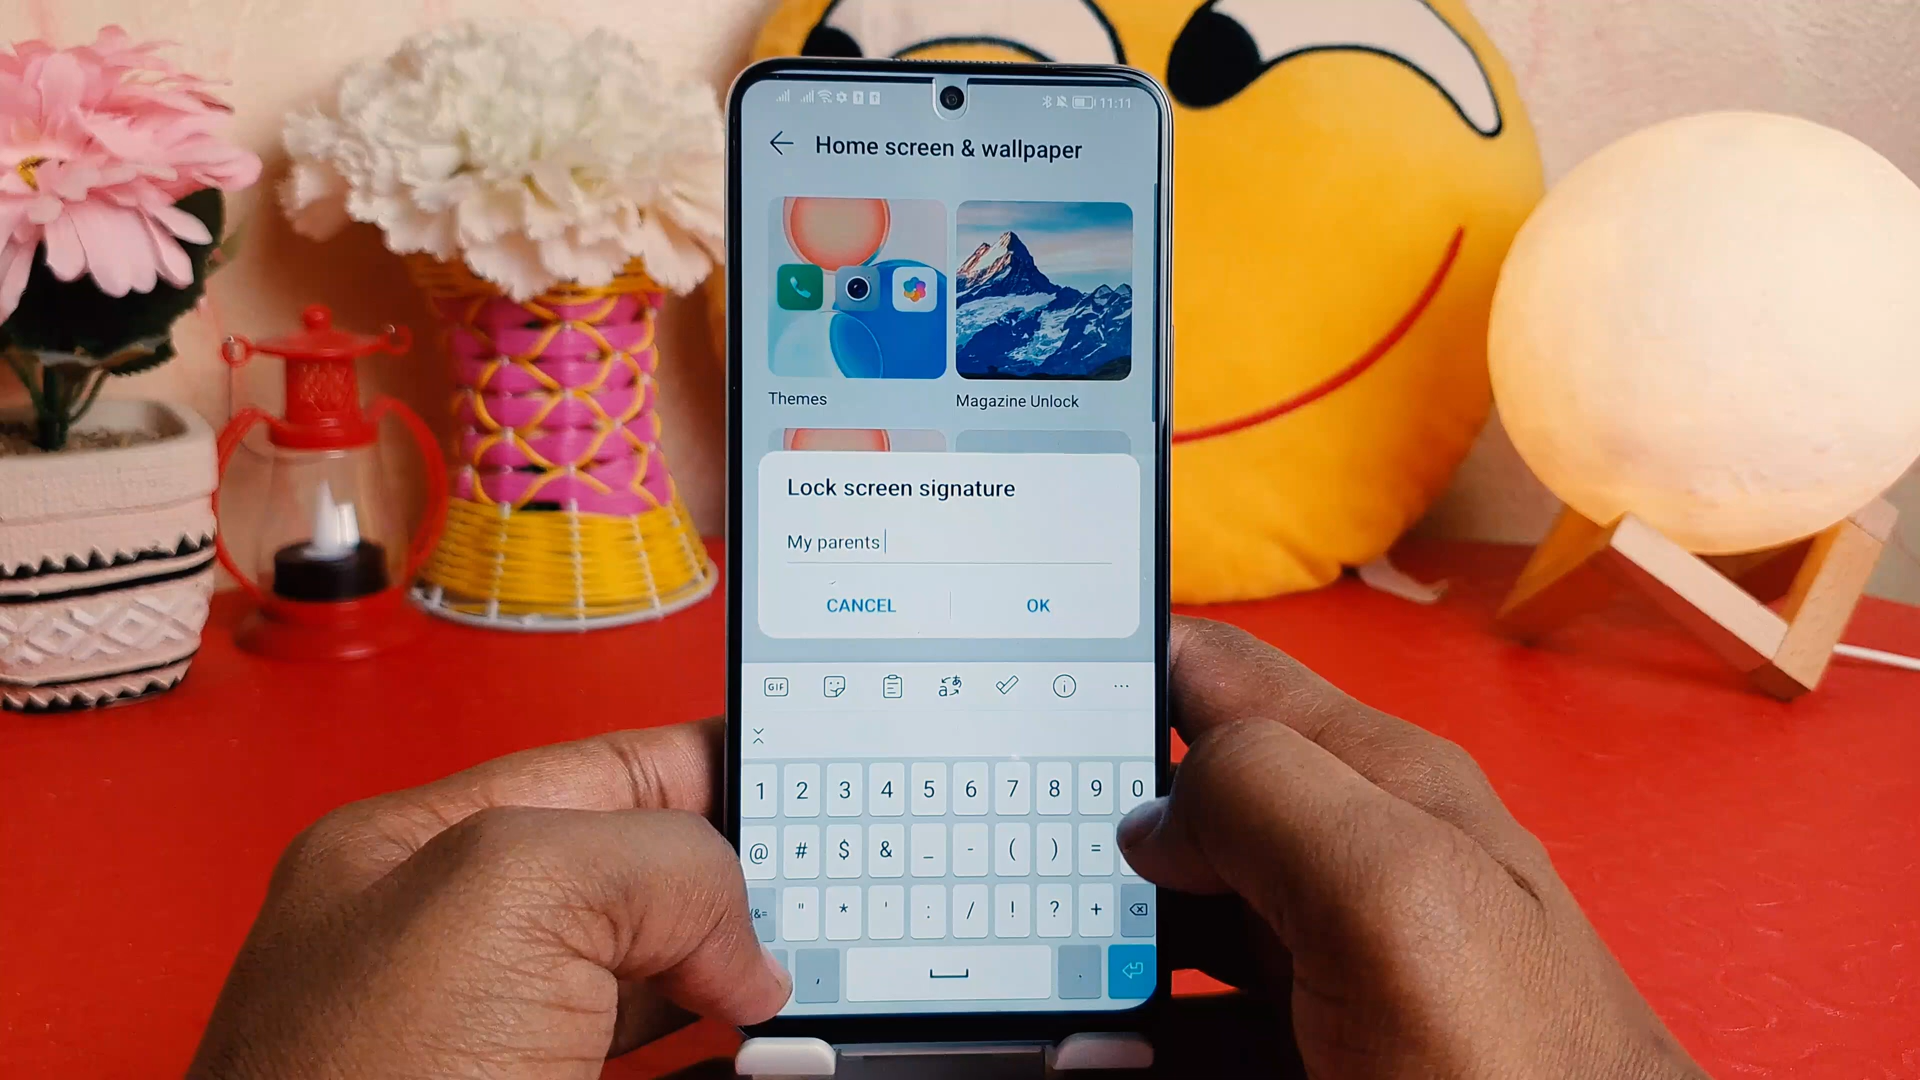 11:11
Home screen & wallpaper
Themes
Magazine Unlock
Lock screen signature
My parents
CANCEL OK
GIF
1 2 3 4 5 6 7 8 9 0
@ # $ & _ - ( ) =
" * ' : / ! ? +
, .